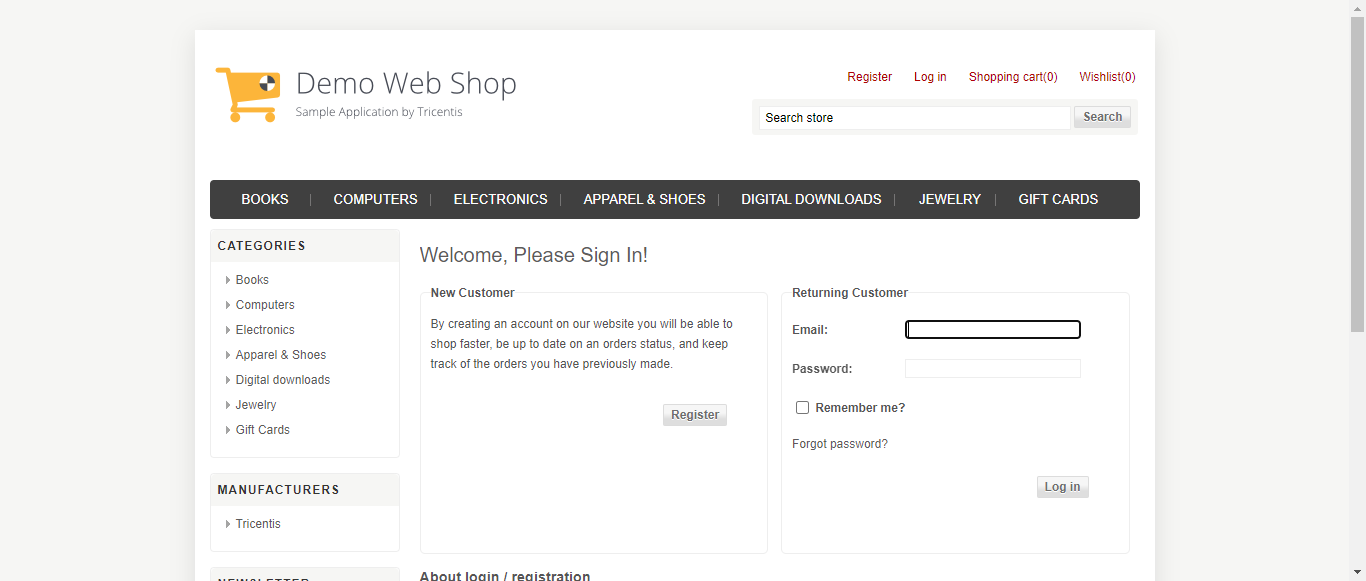 Demo Web Shop
Sample Application by Tricentis
Register Log in Shopping cart(0) Wishlist(0)
Search store Search
BOOKS COMPUTERS ELECTRONICS APPAREL & SHOES DIGITAL DOWNLOADS JEWELRY GIFT CARDS
CATEGORIES
Books
Computers
Electronics
Apparel & Shoes
Digital downloads
Jewelry
Gift Cards
MANUFACTURERS
Tricentis
NEWSLETTER
Welcome, Please Sign In!
New Customer
By creating an account on our website you will be able to
shop faster, be up to date on an orders status, and keep
track of the orders you have previously made.
Register
Returning Customer
Email:
Password:
Remember me?
Forgot password?
Log in
About login / registration